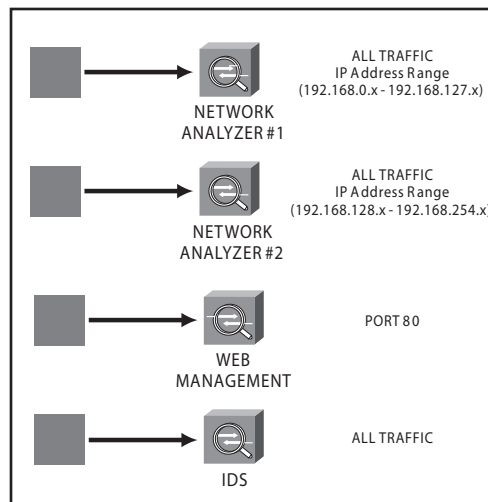 ALL TRAFFIC
IP Address Range
(192.168.0.x - 192.168.127.x)
NETWORK
ANALYZER #1
ALL TRAFFIC
IP Address Range
(192.168.128.x - 192.168.254.x)
NETWORK
ANALYZER #2
PORT 80
WEB
MANAGEMENT
ALL TRAFFIC
IDS